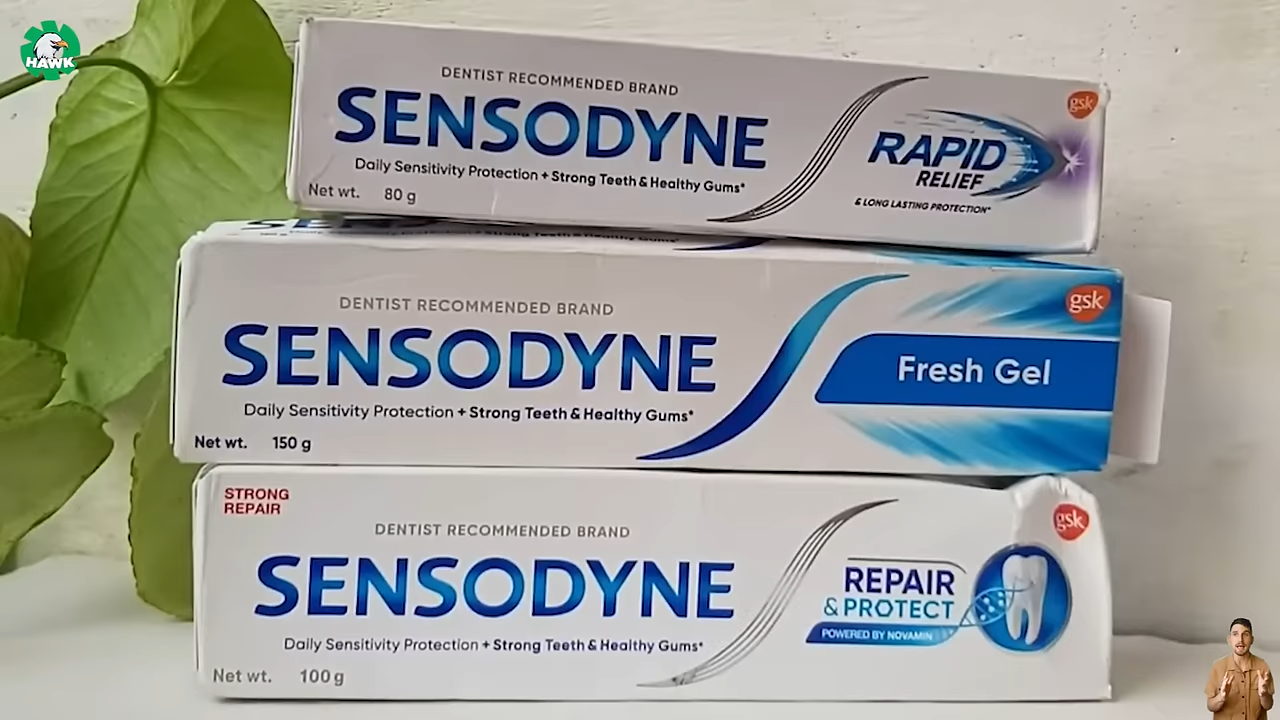 HAWK
DENTIST RECOMMENDED BRAND
SENSODYNE
Daily Sensitivity Protection + Strong Teeth & Healthy Gums*
Net wt. 80 g
gsk
RAPID
RELIEF
& LONG LASTING PROTECTION*
DENTIST RECOMMENDED BRAND
SENSODYNE
Daily Sensitivity Protection + Strong Teeth & Healthy Gums*
Net wt. 150 g
gsk
Fresh Gel
STRONG
REPAIR
DENTIST RECOMMENDED BRAND
SENSODYNE
Daily Sensitivity Protection + Strong Teeth & Healthy Gums*
Net wt. 100 g
gsk
REPAIR
& PROTECT
POWERED BY NOVAMIN